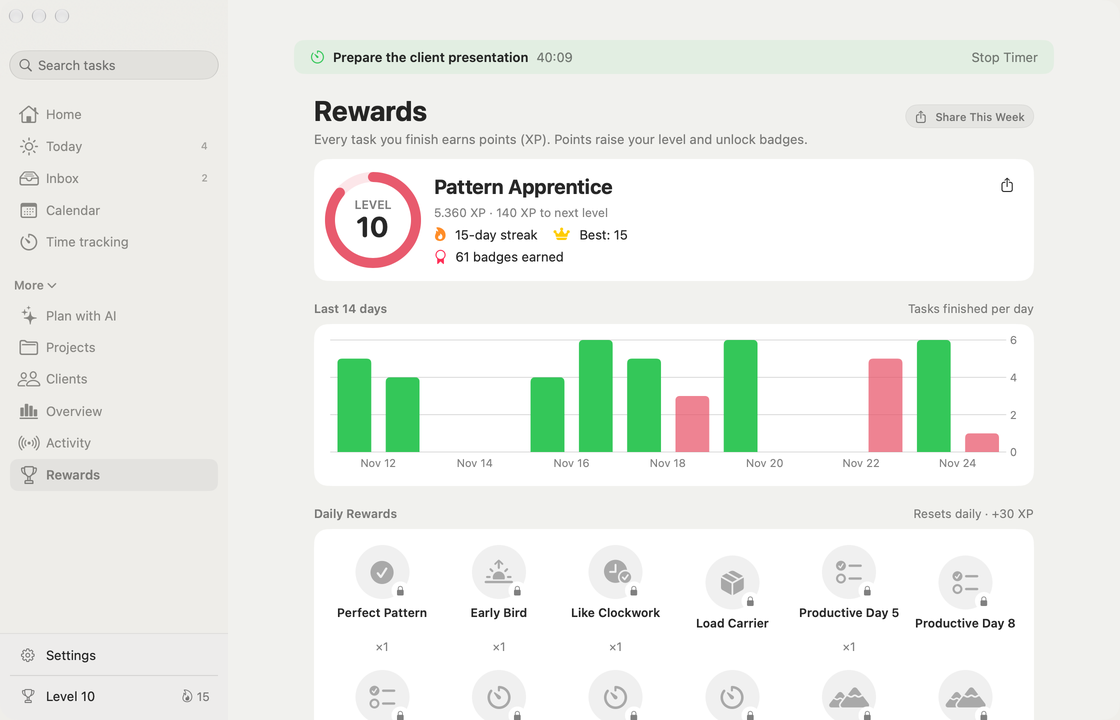 Search tasks
Home
Today 4
Inbox 2
Calendar
Time tracking
More
Plan with AI
Projects
Clients
Overview
Activity
Rewards
Settings
Level 10 15
Prepare the client presentation 40:09 Stop Timer
Rewards
Share This Week
Every task you finish earns points (XP). Points raise your level and unlock badges.
LEVEL
10
Pattern Apprentice
5.360 XP · 140 XP to next level
15-day streak Best: 15
61 badges earned
Last 14 days Tasks finished per day
6
4
2
0
Nov 12 Nov 14 Nov 16 Nov 18 Nov 20 Nov 22 Nov 24
Daily Rewards Resets daily · +30 XP
Perfect Pattern Early Bird Like Clockwork Load Carrier Productive Day 5 Productive Day 8
×1 ×1 ×1 ×1